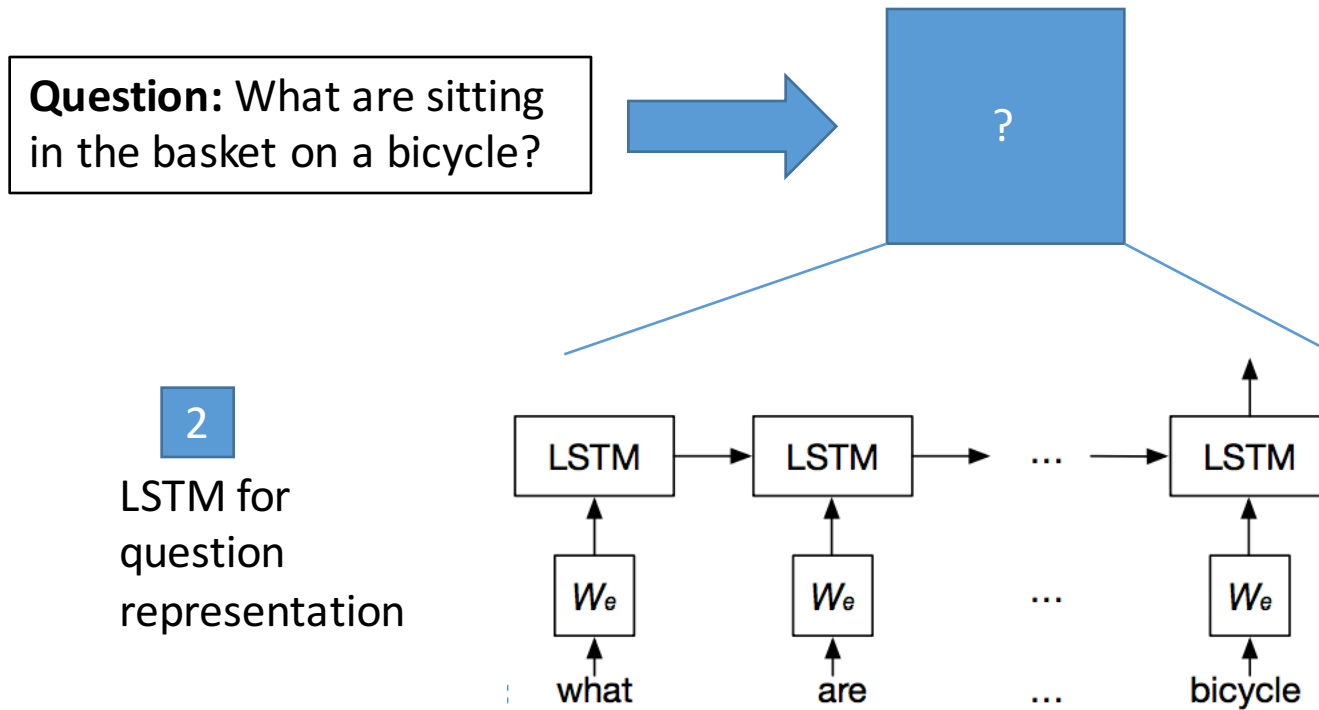 Question: What are sitting
in the basket on a bicycle?
?
2
LSTM for
question
representation
LSTM LSTM ... LSTM
We We ... We
what are ... bicycle